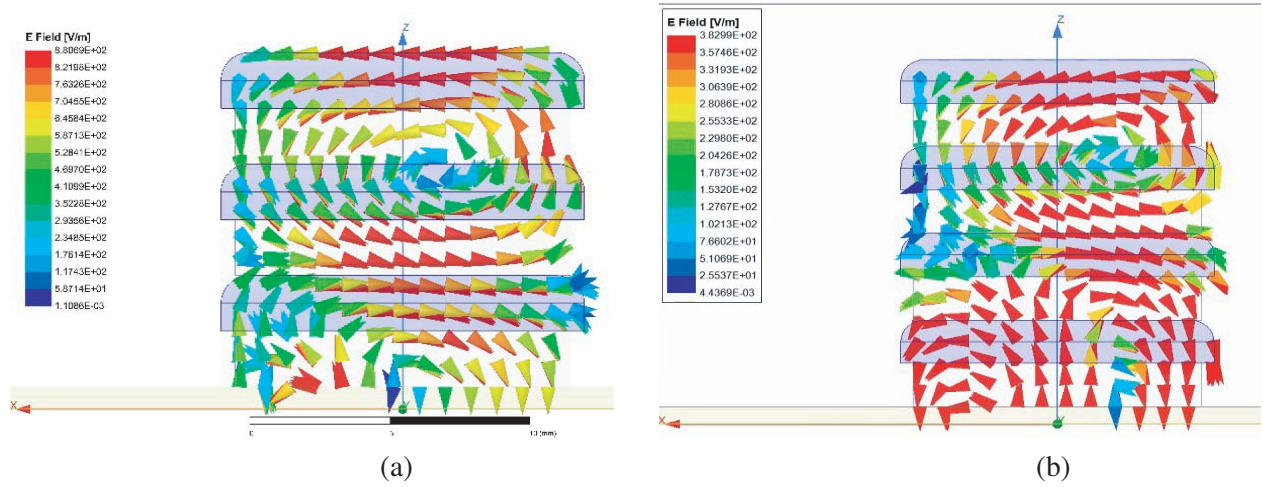 E Field [V/m]
8.8069E+02
8.2198E+02
7.6326E+02
7.0455E+02
6.4584E+02
5.8713E+02
5.2841E+02
4.6970E+02
4.1099E+02
3.5228E+02
2.9356E+02
2.3485E+02
1.7614E+02
1.1743E+02
5.8714E+01
1.1086E-03
Z
X
0 5 10 (mm)
(a)
E Field [V/m]
3.8299E+02
3.5746E+02
3.3193E+02
3.0639E+02
2.8086E+02
2.5533E+02
2.2980E+02
2.0426E+02
1.7873E+02
1.5320E+02
1.2767E+02
1.0213E+02
7.6602E+01
5.1069E+01
2.5537E+01
4.4369E-03
Z
X
(b)